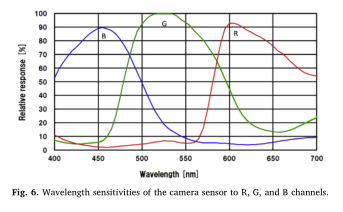 100
90
80
70
60
50
40
30
20
10
0
Relative response [%]
B
G
R
400 450 500 550 600 650 700
Wavelength [nm]
Fig. 6. Wavelength sensitivities of the camera sensor to R, G, and B channels.